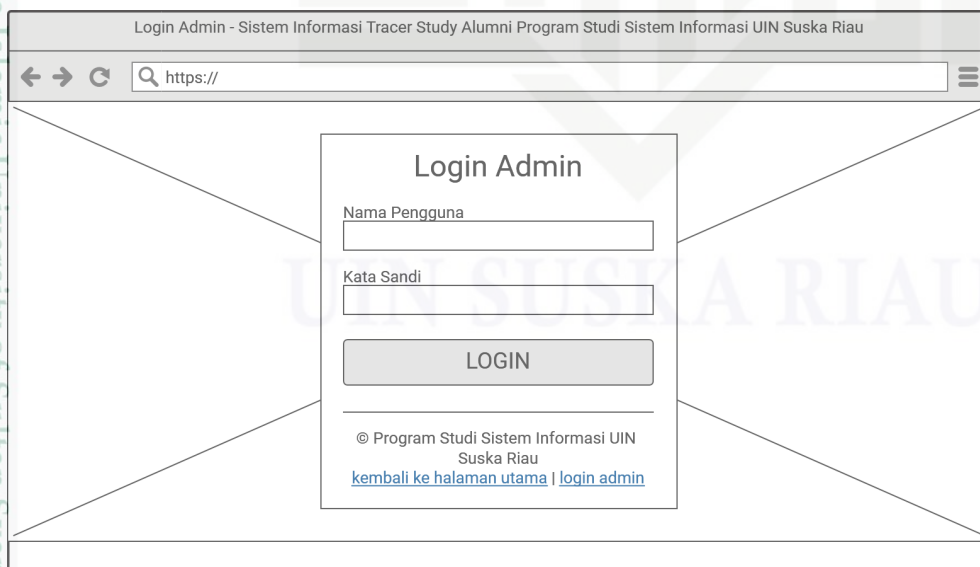 Login Admin - Sistem Informasi Tracer Study Alumni Program Studi Sistem Informasi UIN Suska Riau
https://
Login Admin
Nama Pengguna
Kata Sandi
LOGIN
© Program Studi Sistem Informasi UIN
Suska Riau
kembali ke halaman utama | login admin
UIN SUSKA RIAU